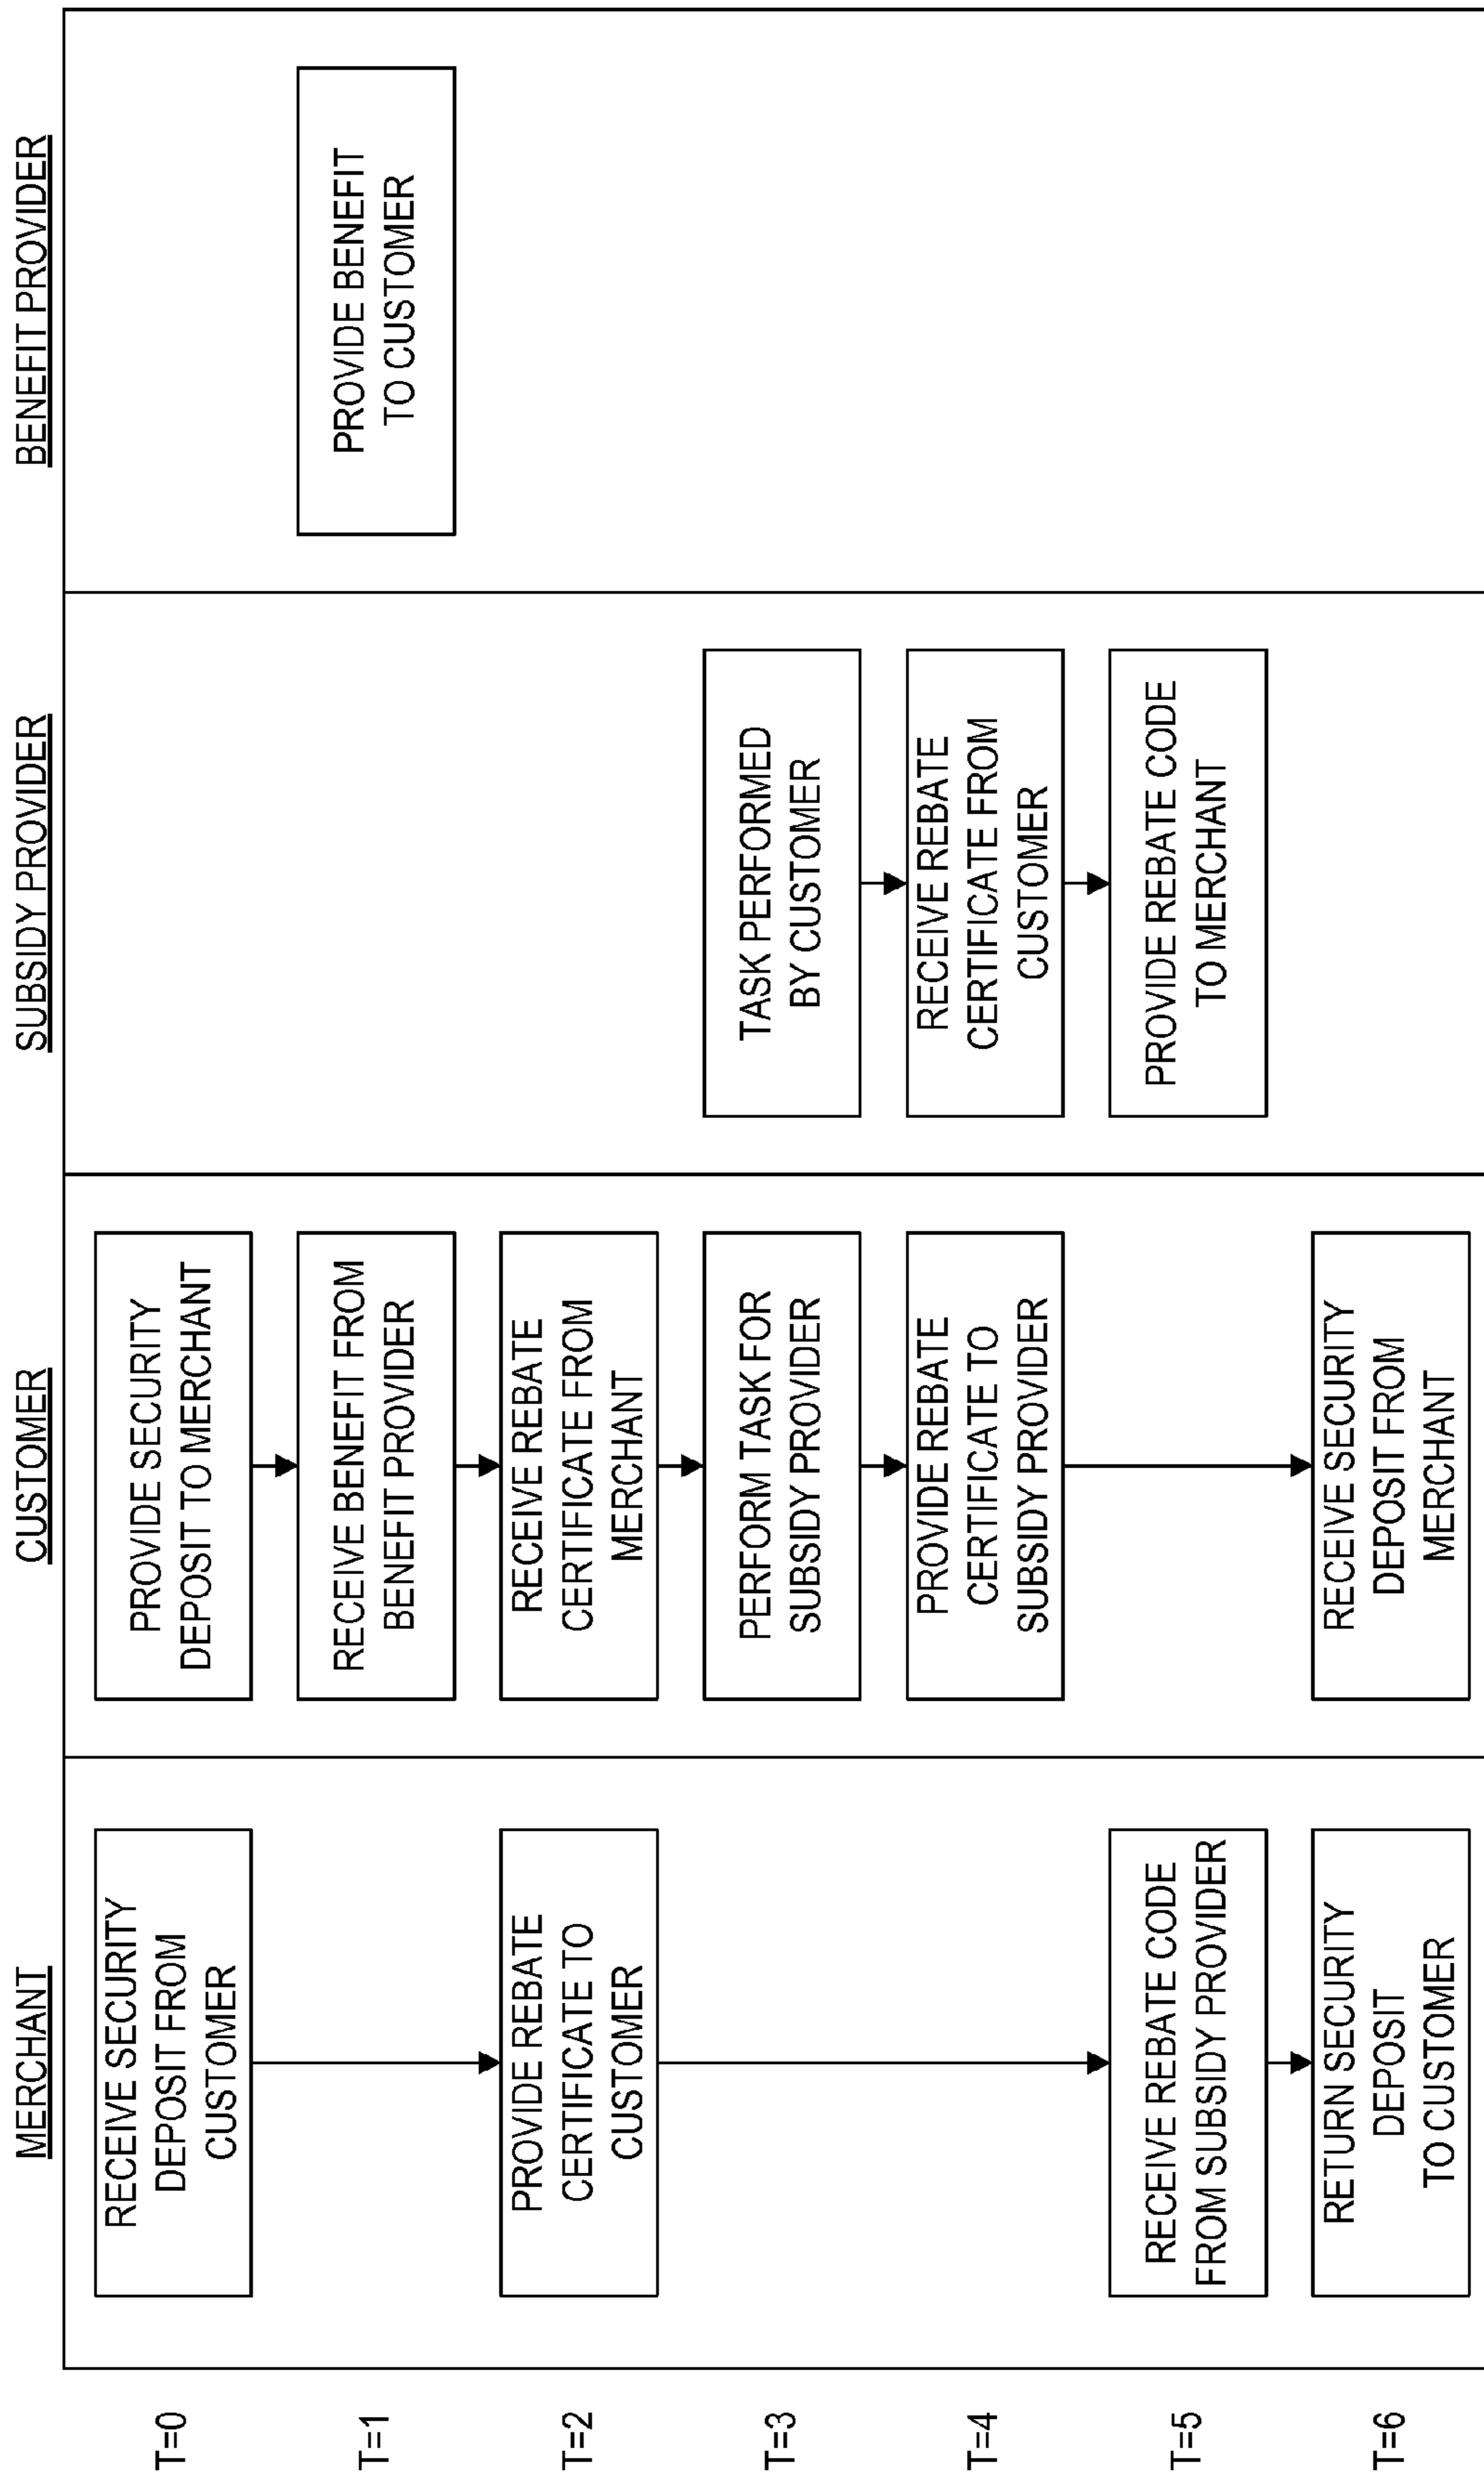 MERCHANT
CUSTOMER
SUBSIDY PROVIDER
BENEFIT PROVIDER
T=0
RECEIVE SECURITY
DEPOSIT FROM
CUSTOMER
PROVIDE SECURITY
DEPOSIT TO MERCHANT
T=1
RECEIVE BENEFIT FROM
BENEFIT PROVIDER
PROVIDE BENEFIT
TO CUSTOMER
T=2
PROVIDE REBATE
CERTIFICATE TO
CUSTOMER
RECEIVE REBATE
CERTIFICATE FROM
MERCHANT
T=3
PERFORM TASK FOR
SUBSIDY PROVIDER
TASK PERFORMED
BY CUSTOMER
T=4
PROVIDE REBATE
CERTIFICATE TO
SUBSIDY PROVIDER
RECEIVE REBATE
CERTIFICATE FROM
CUSTOMER
T=5
RECEIVE REBATE CODE
FROM SUBSIDY PROVIDER
PROVIDE REBATE CODE
TO MERCHANT
T=6
RETURN SECURITY
DEPOSIT
TO CUSTOMER
RECEIVE SECURITY
DEPOSIT FROM
MERCHANT